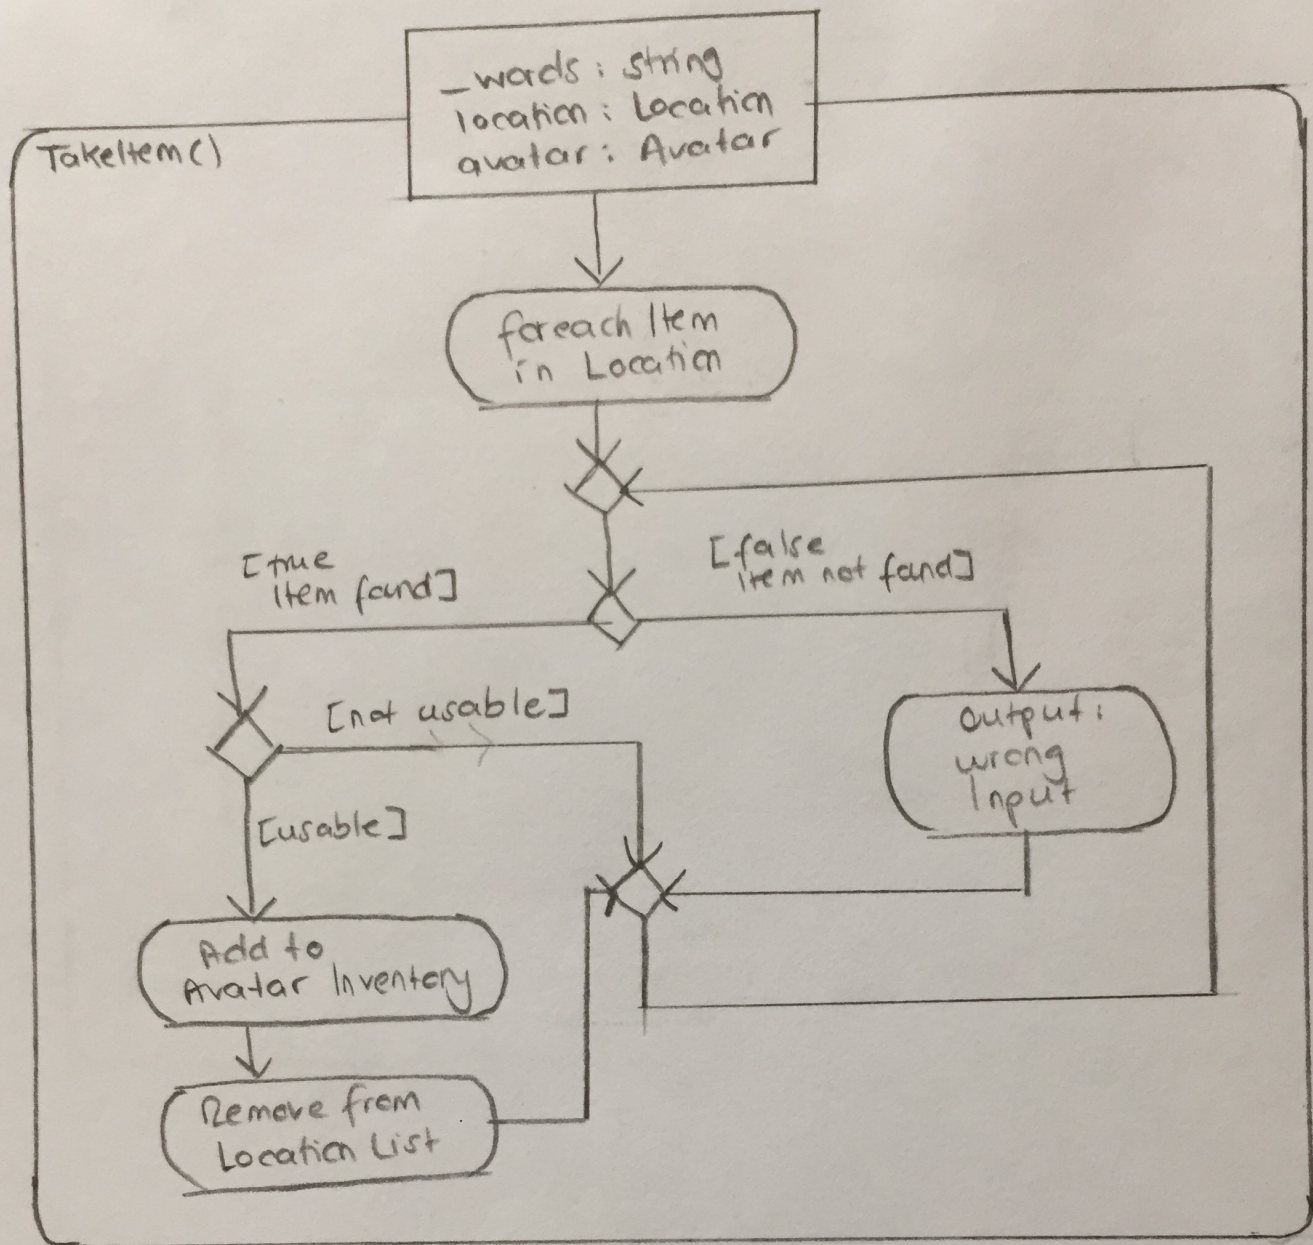 _words: string
location: Location
avatar: Avatar
TakeItem()
foreach Item
in Location
[true
Item found]
[false
Item not found]
[not usable]
output:
wrong
Input
[usable]
Add to
Avatar Inventory
Remove from
Location List